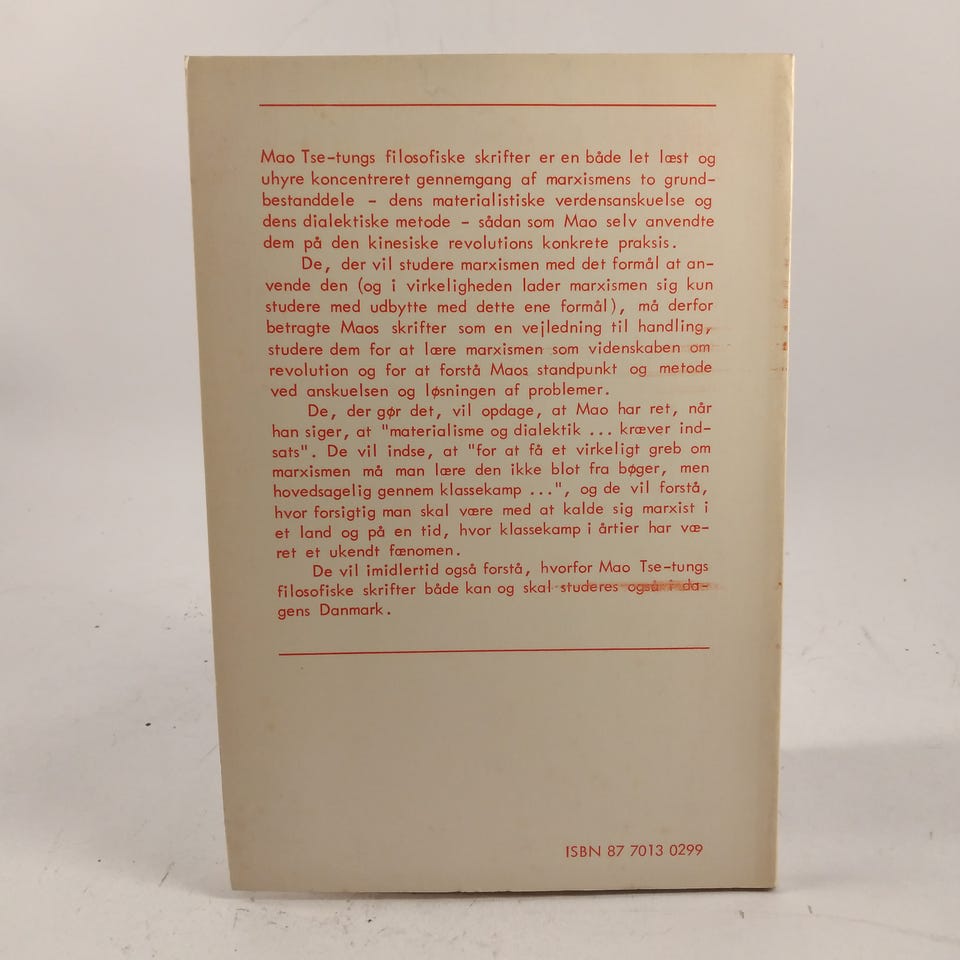 Mao Tse-tungs filosofiske skrifter er en både let læst og
uhyre koncentreret gennemgang af marxismens to grund-
bestanddele - dens materialistiske verdensanskuelse og
dens dialektiske metode - sådan som Mao selv anvendte
dem på den kinesiske revolutions konkrete praksis.
De, der vil studere marxismen med det formål at an-
vende den (og i virkeligheden lader marxismen sig kun
studere med udbytte med dette ene formål), må derfor
betragte Maos skrifter som en vejledning til handling,
studere dem for at lære marxismen som videnskaben om
revolution og for at forstå Maos standpunkt og metode
ved anskuelsen og løsningen af problemer.
De, der gør det, vil opdage, at Mao har ret, når
han siger, at "materialisme og dialektik ... kræver ind-
sats". De vil indse, at "for at få et virkeligt greb om
marxismen må man lære den ikke blot fra bøger, men
hovedsagelig gennem klassekamp ...", og de vil forstå,
hvor forsigtig man skal være med at kalde sig marxist i
et land og på en tid, hvor klassekamp i årtier har væ-
ret et ukendt fænomen.
De vil imidlertid også forstå, hvorfor Mao Tse-tungs
filosofiske skrifter både kan og skal studeres også i da-
gens Danmark.
ISBN 87 7013 0299